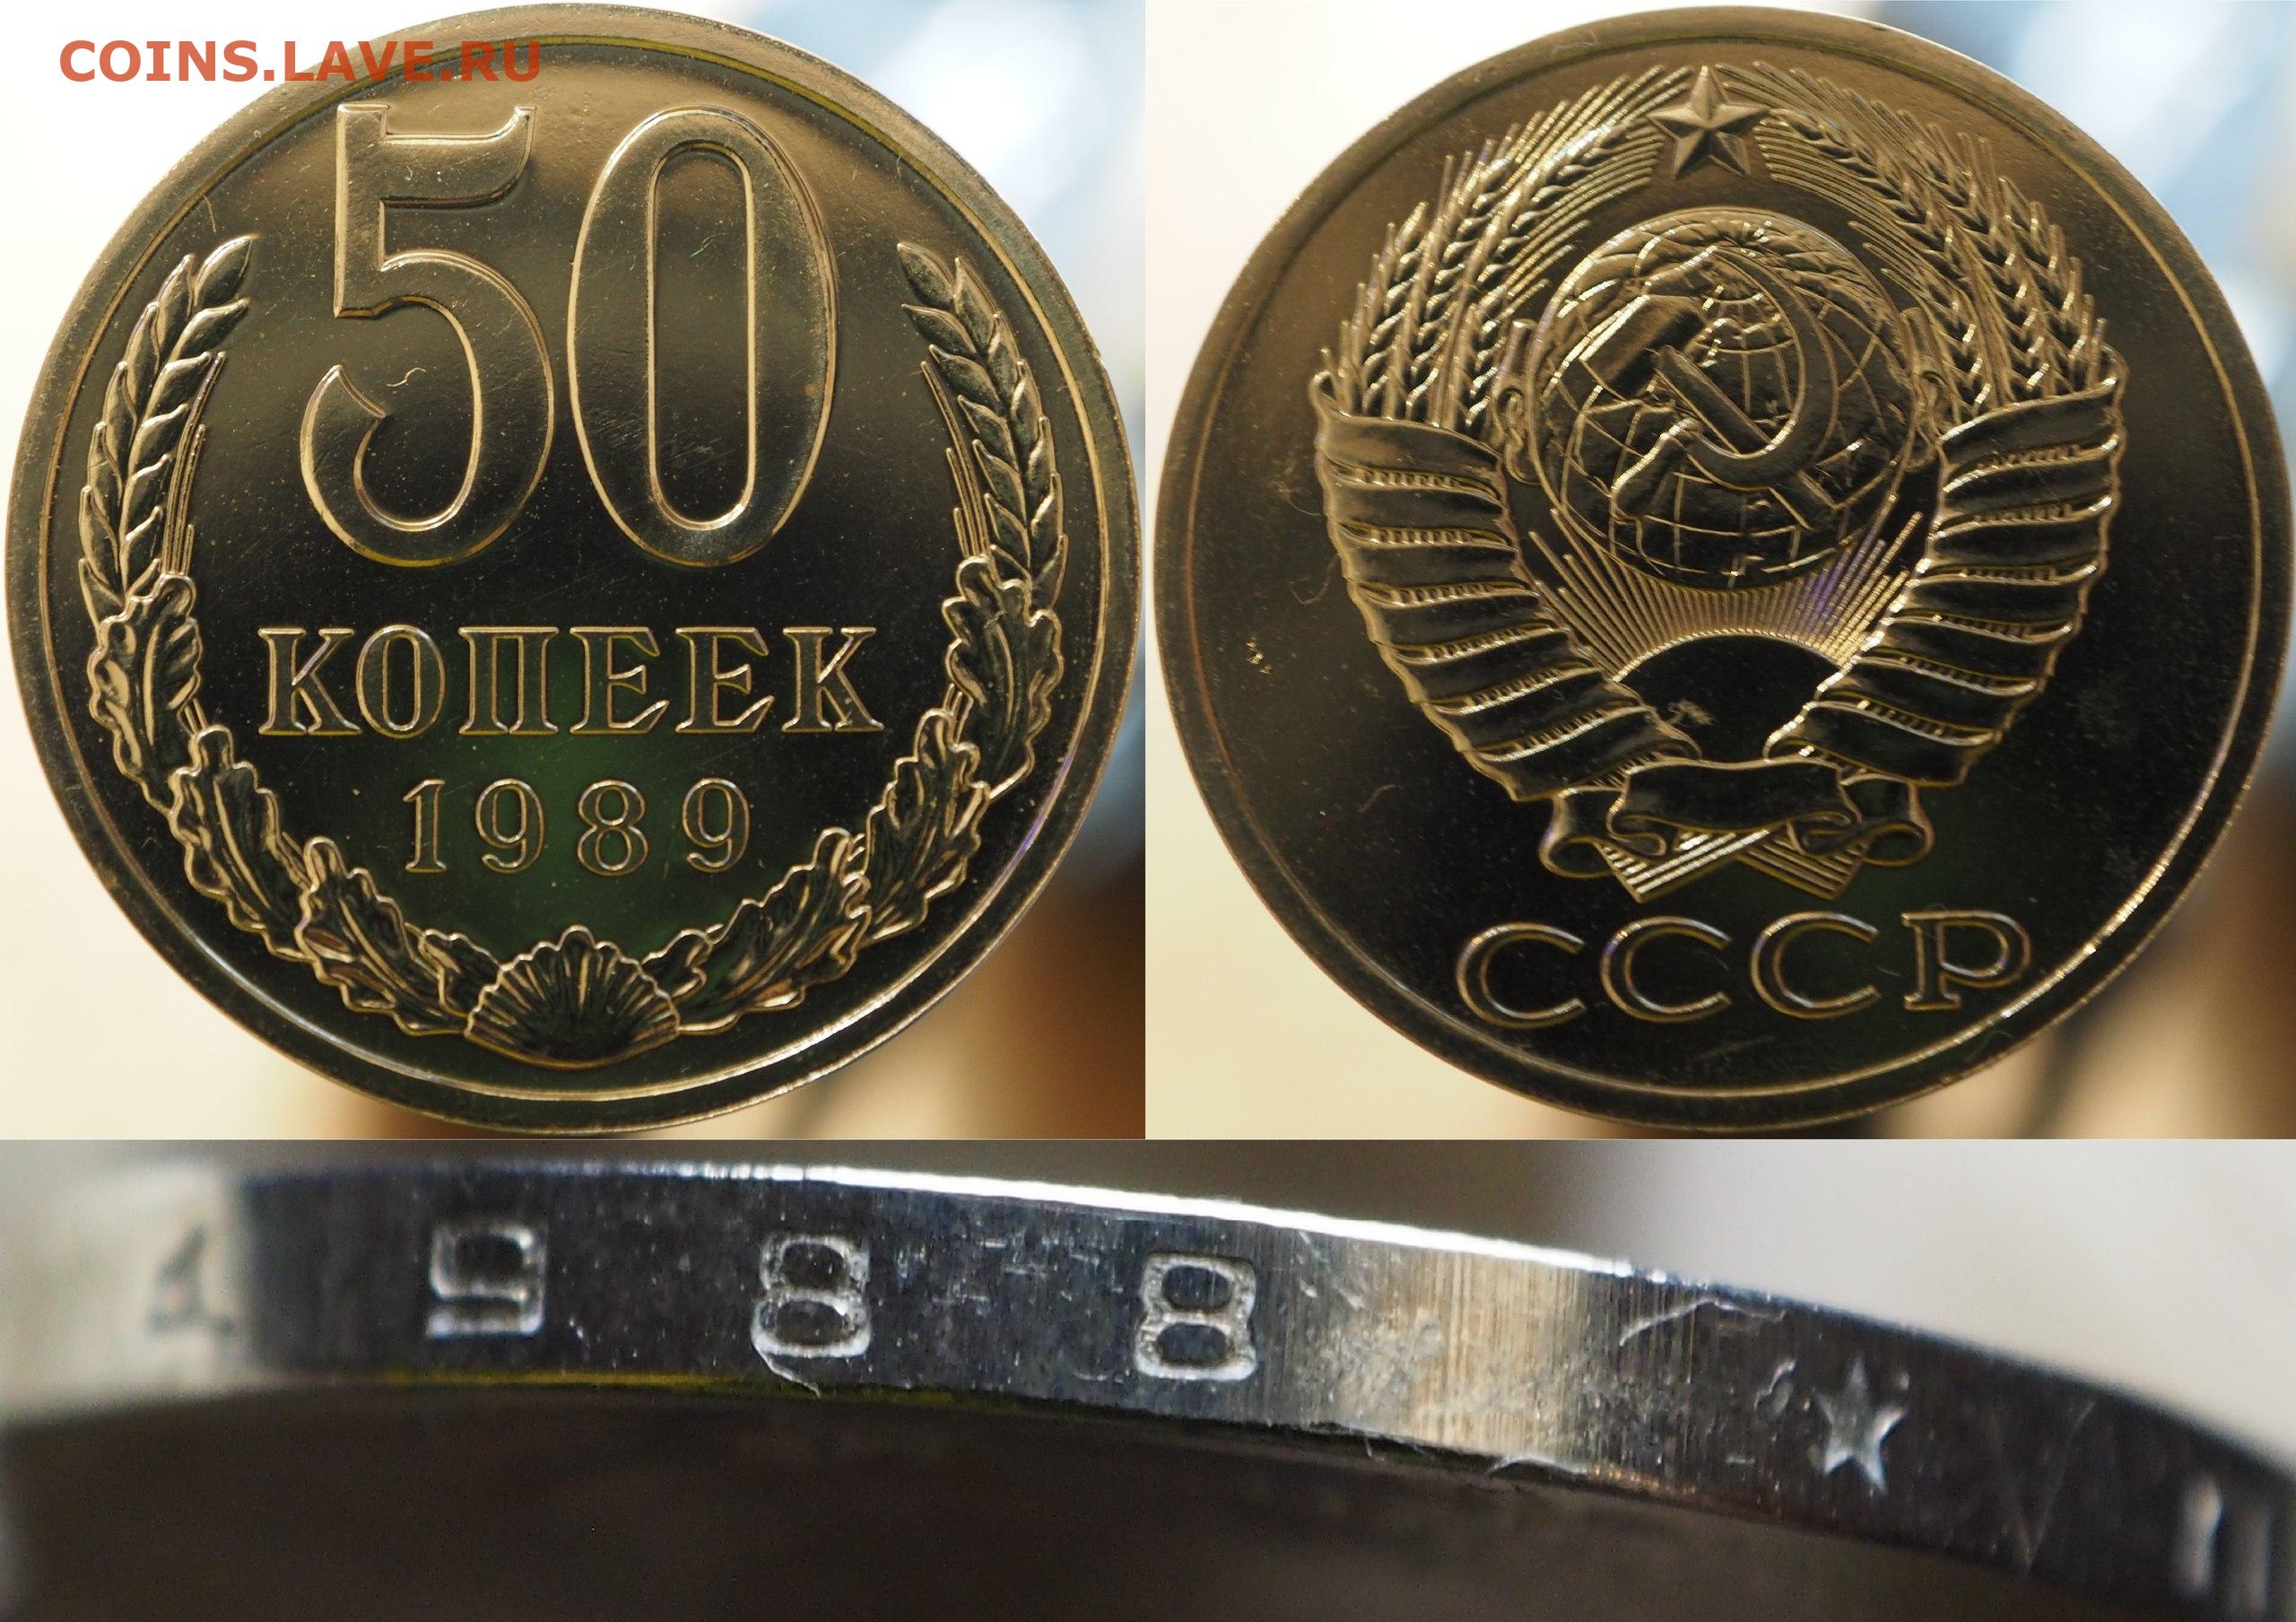 COINS.LAVE.RU
50
КОПЕЕК
1989
СССР
1988 ★ П